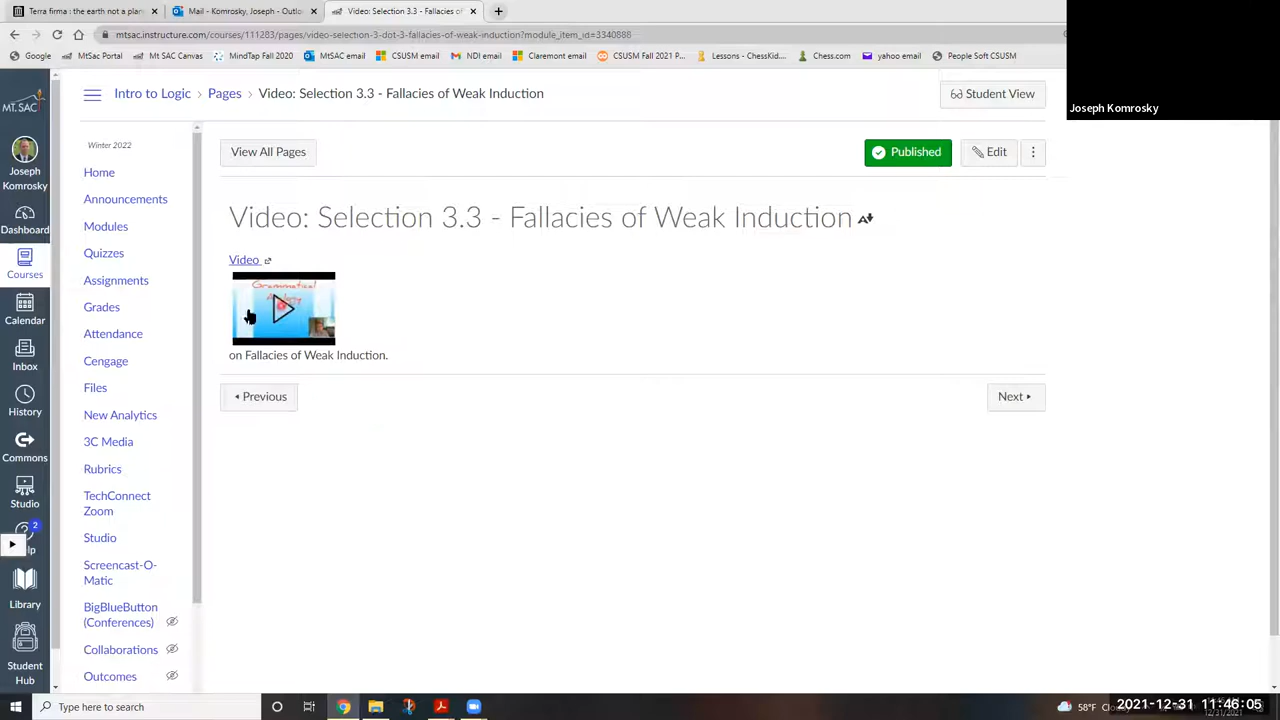 Terra firma : the earth not a plane
Mail - Komrosky, Joseph - Outlo
Video: Selection 3.3 - Fallacies of
mtsac.instructure.com/courses/111283/pages/video-selection-3-dot-3-fallacies-of-weak-induction?module_item_id=3340888
Google MtSac Portal Mt SAC Canvas MindTap Fall 2020 MtSAC email CSUSM email NDI email Claremont email CSUSM Fall 2021 P... Lessons - ChessKid.... Chess.com yahoo email People Soft CSUSM
Joseph Komrosky
MT. SAC
Joseph
Komrosky
Dashboard
Courses
Calendar
Inbox
History
Commons
Studio
2
Library
Student
Hub
Intro to Logic > Pages > Video: Selection 3.3 - Fallacies of Weak Induction
Student View
Winter 2022
Home
Announcements
Modules
Quizzes
Assignments
Grades
Attendance
Cengage
Files
New Analytics
3C Media
Rubrics
TechConnect
Zoom
Studio
Screencast-O-
Matic
BigBlueButton
(Conferences)
Collaborations
Outcomes
View All Pages
Published
Edit
Video: Selection 3.3 - Fallacies of Weak Induction
Video
Grammatical
on Fallacies of Weak Induction.
Previous
Next
Type here to search
58°F
2021-12-31 11:46:05